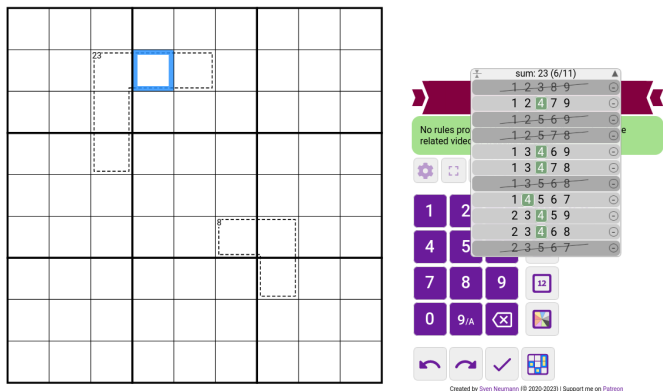 23
8
sum: 23 (6/11)
1 2 3 8 9
1 2 4 7 9
1 2 5 6 9
1 2 5 7 8
1 3 4 6 9
1 3 4 7 8
1 3 5 6 8
1 4 5 6 7
2 3 4 5 9
2 3 4 6 8
2 3 5 6 7
No rules pro
related videc
e
1 2
4 5
7 8 9
12
0 9/A
Created by Sven Neumann (© 2020-2023) | Support me on Patreon